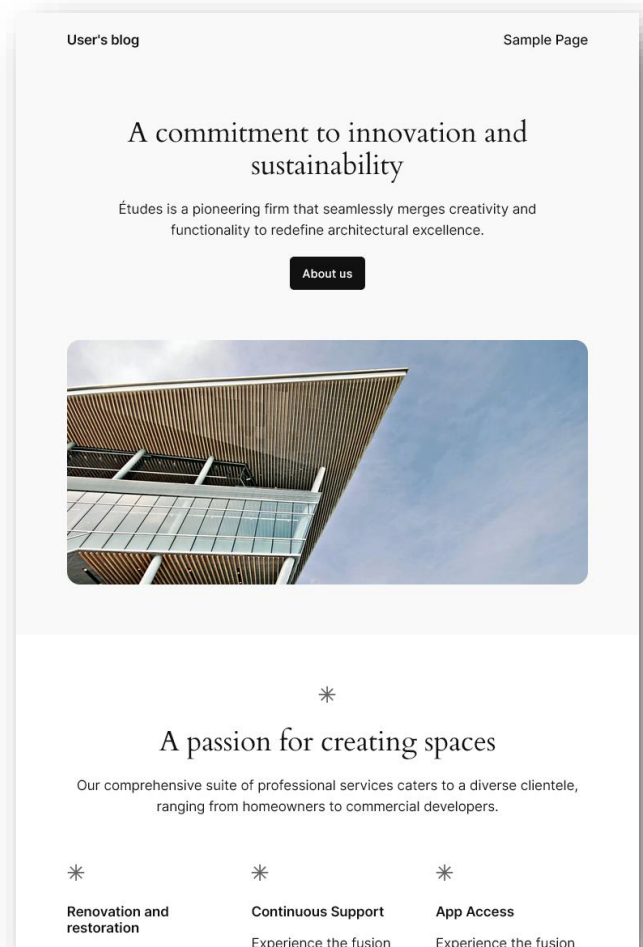 User's blog
Sample Page
A commitment to innovation and
sustainability
Études is a pioneering firm that seamlessly merges creativity and
functionality to redefine architectural excellence.
About us
A passion for creating spaces
Our comprehensive suite of professional services caters to a diverse clientele,
ranging from homeowners to commercial developers.
Renovation and
restoration
Continuous Support
App Access
Experience the fusion
Experience the fusion